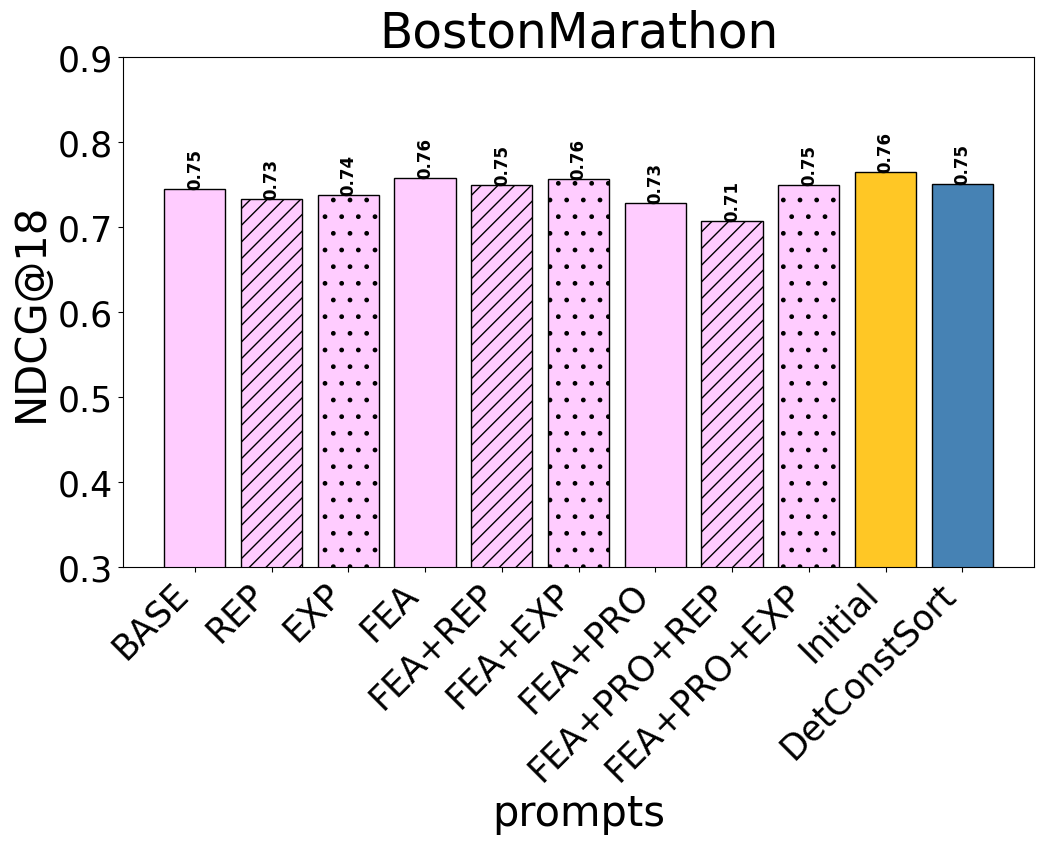 BostonMarathon
NDCG@18
0.9
0.8
0.7
0.6
0.5
0.4
0.3
0.75
0.73
0.74
0.76
0.75
0.76
0.73
0.71
0.75
0.76
0.75
BASE
REP
EXP
FEA
FEA+REP
FEA+EXP
FEA+PRO
FEA+PRO+REP
FEA+PRO+EXP
Initial
DetConstSort
prompts